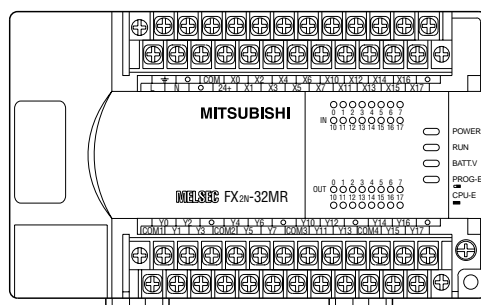 ⏚ ○ COM X0 X2 X4 X6 X10 X12 X14 X16 ○
L N ○ 24+ X1 X3 X5 X7 X11 X13 X15 X17
MITSUBISHI
0 1 2 3 4 5 6 7
IN
10 11 12 13 14 15 16 17
POWER
RUN
BATT.V
PROG-E
CPU-E
MELSEC FX2N-32MR
0 1 2 3 4 5 6 7
OUT
10 11 12 13 14 15 16 17
Y0 Y2 ○ Y4 Y6 ○ Y10 Y12 ○ Y14 Y16 ○
COM1 Y1 Y3 COM2 Y5 Y7 COM3 Y11 Y13 COM4 Y15 Y17